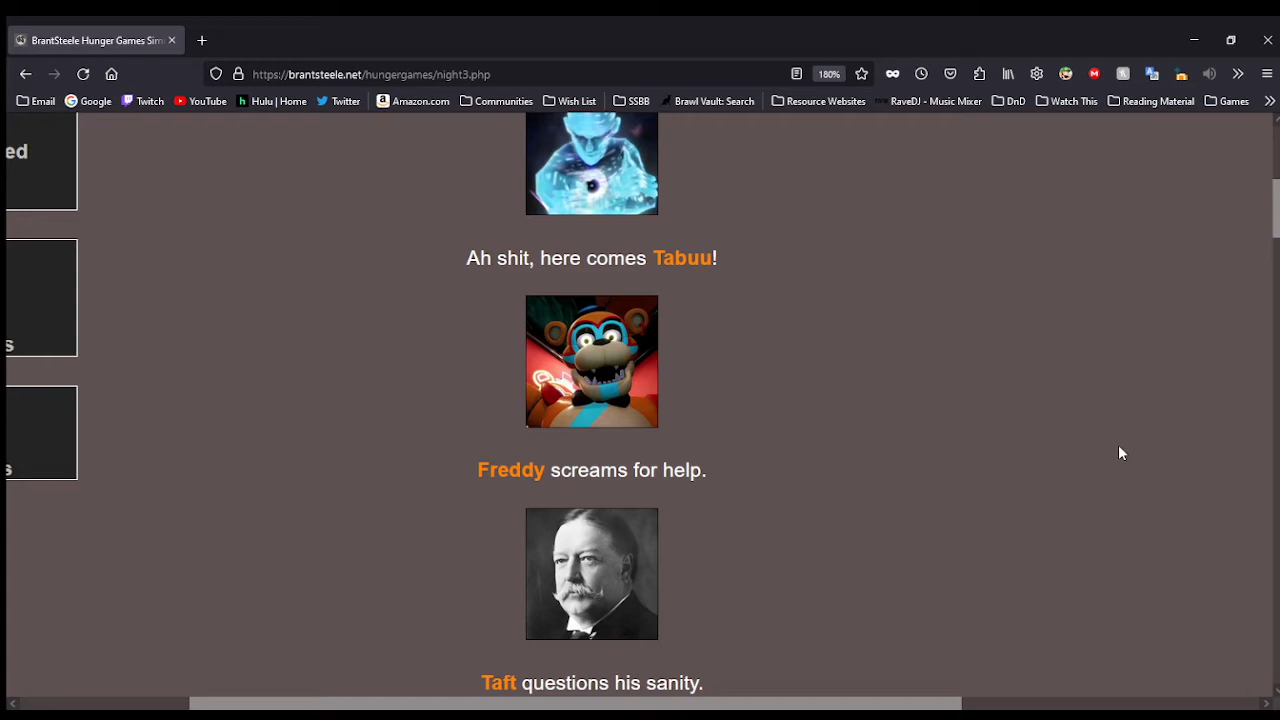 BrantSteele Hunger Games Sim
https://brantsteele.net/hungergames/night3.php
180%
Email Google Twitch YouTube Hulu | Home Twitter Amazon.com Communities Wish List SSBB Brawl Vault: Search Resource Websites RaveDJ - Music Mixer DnD Watch This Reading Material Games
ed
Ah shit, here comes Tabuu!
s
Freddy screams for help.
s
Taft questions his sanity.